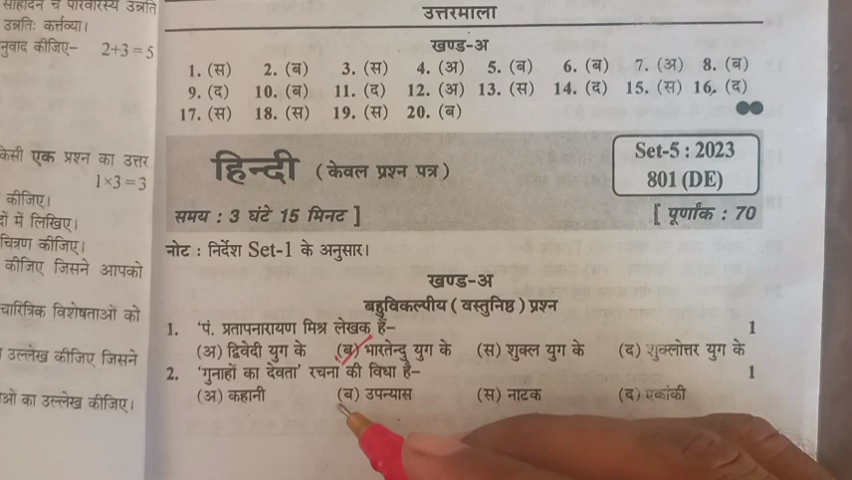 साहादन च पारवारस्य उन्नति
उन्नतिः कर्त्तव्या।
नुवाद कीजिए– 2+3=5
केसी एक प्रश्न का उत्तर
1×3=3
कीजिए।
दों में लिखिए।
चित्रण कीजिए।
कीजिए जिसने आपको
चारित्रिक विशेषताओं को
उल्लेख कीजिए जिसने
ओं का उल्लेख कीजिए।
उत्तरमाला
खण्ड-अ
1. (स) 2. (ब) 3. (स) 4. (अ) 5. (ब) 6. (ब) 7. (अ) 8. (ब)
9. (द) 10. (ब) 11. (द) 12. (अ) 13. (स) 14. (द) 15. (स) 16. (द)
17. (स) 18. (स) 19. (स) 20. (ब)
हिन्दी (केवल प्रश्न पत्र)
Set-5 : 2023
801 (DE)
समय : 3 घंटे 15 मिनट ] [ पूर्णांक : 70
नोट : निर्देश Set-1 के अनुसार।
खण्ड-अ
बहुविकल्पीय ( वस्तुनिष्ठ ) प्रश्न
1. 'पं. प्रतापनारायण मिश्र लेखक हैं– 1
(अ) द्विवेदी युग के (ब) भारतेन्दु युग के (स) शुक्ल युग के (द) शुक्लोत्तर युग के
2. 'गुनाहों का देवता' रचना की विधा है– 1
(अ) कहानी (ब) उपन्यास (स) नाटक (द) एकांकी